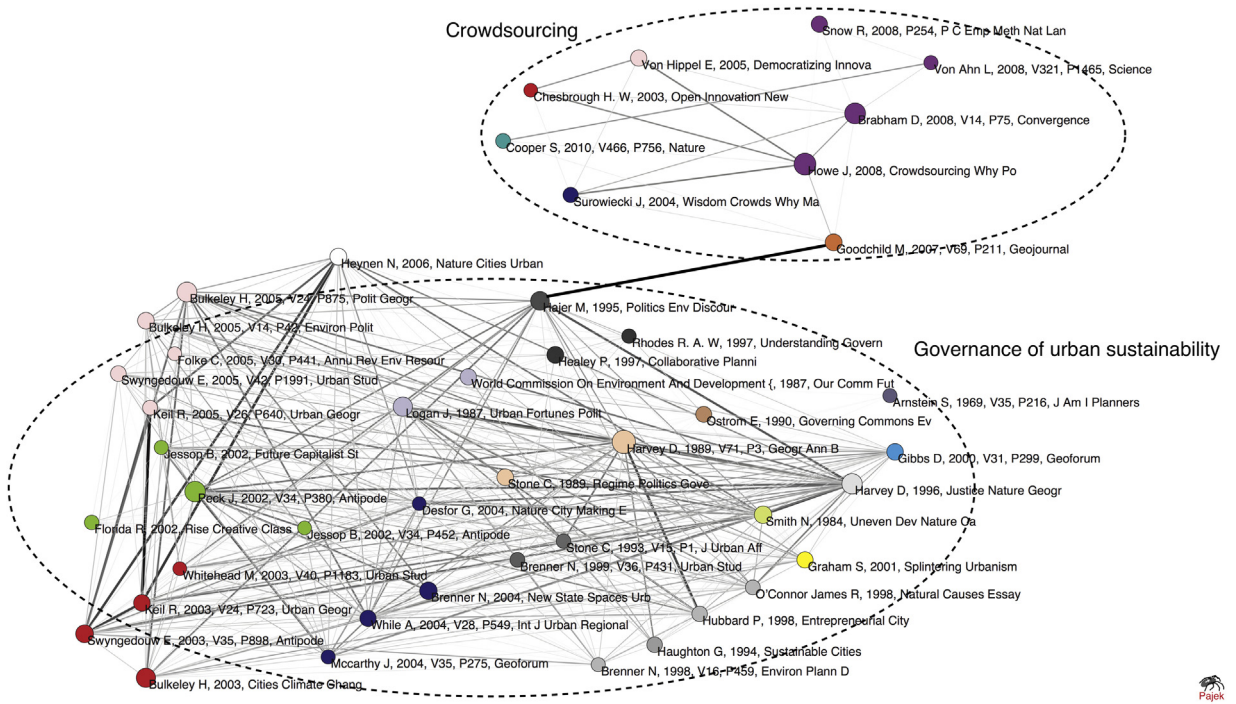 Crowdsourcing
Snow R, 2008, P254, P C Emp Meth Nat Lan
Von Hippel E, 2005, Democratizing Innova
Von Ahn L, 2008, V321, P1465, Science
Chesbrough H. W, 2003, Open Innovation New
Brabham D, 2008, V14, P75, Convergence
Cooper S, 2010, V466, P756, Nature
Howe J, 2008, Crowdsourcing Why Po
Surowiecki J, 2004, Wisdom Crowds Why Ma
Goodchild M, 2007, V69, P211, Geojournal
Heynen N, 2006, Nature Cities Urban
Bulkeley H, 2005, V24, P875, Polit Geogr
Hajer M, 1995, Politics Env Discour
Bulkeley H, 2005, V14, P42, Environ Polit
Rhodes R. A. W, 1997, Understanding Govern
Governance of urban sustainability
Folke C, 2005, V30, P441, Annu Rev Env Resour
Healey P, 1997, Collaborative Planni
Swyngedouw E, 2005, V42, P1991, Urban Stud
World Commission On Environment And Development {, 1987, Our Comm Fut
Arnstein S, 1969, V35, P216, J Am I Planners
Keil R, 2005, V26, P640, Urban Geogr
Logan J, 1987, Urban Fortunes Polit
Ostrom E, 1990, Governing Commons Ev
Jessop B, 2002, Future Capitalist St
Harvey D, 1989, V71, P3, Geogr Ann B
Gibbs D, 2000, V31, P299, Geoforum
Stone C, 1989, Regime Politics Gove
Harvey D, 1996, Justice Nature Geogr
Peck J, 2002, V34, P380, Antipode
Desfor G, 2004, Nature City Making E
Smith N, 1984, Uneven Dev Nature Ca
Florida R, 2002, Rise Creative Class
Jessop B, 2002, V34, P452, Antipode
Stone C, 1993, V15, P1, J Urban Aff
Brenner N, 1999, V36, P431, Urban Stud
Graham S, 2001, Splintering Urbanism
Whitehead M, 2003, V40, P1183, Urban Stud
O'Connor James R, 1998, Natural Causes Essay
Brenner N, 2004, New State Spaces Urb
Keil R, 2003, V24, P723, Urban Geogr
While A, 2004, V28, P549, Int J Urban Regional
Hubbard P, 1998, Entrepreneurial City
Swyngedouw E, 2003, V35, P898, Antipode
Haughton G, 1994, Sustainable Cities
Mccarthy J, 2004, V35, P275, Geoforum
Brenner N, 1998, V16, P459, Environ Plann D
Bulkeley H, 2003, Cities Climate Chang
Pajek